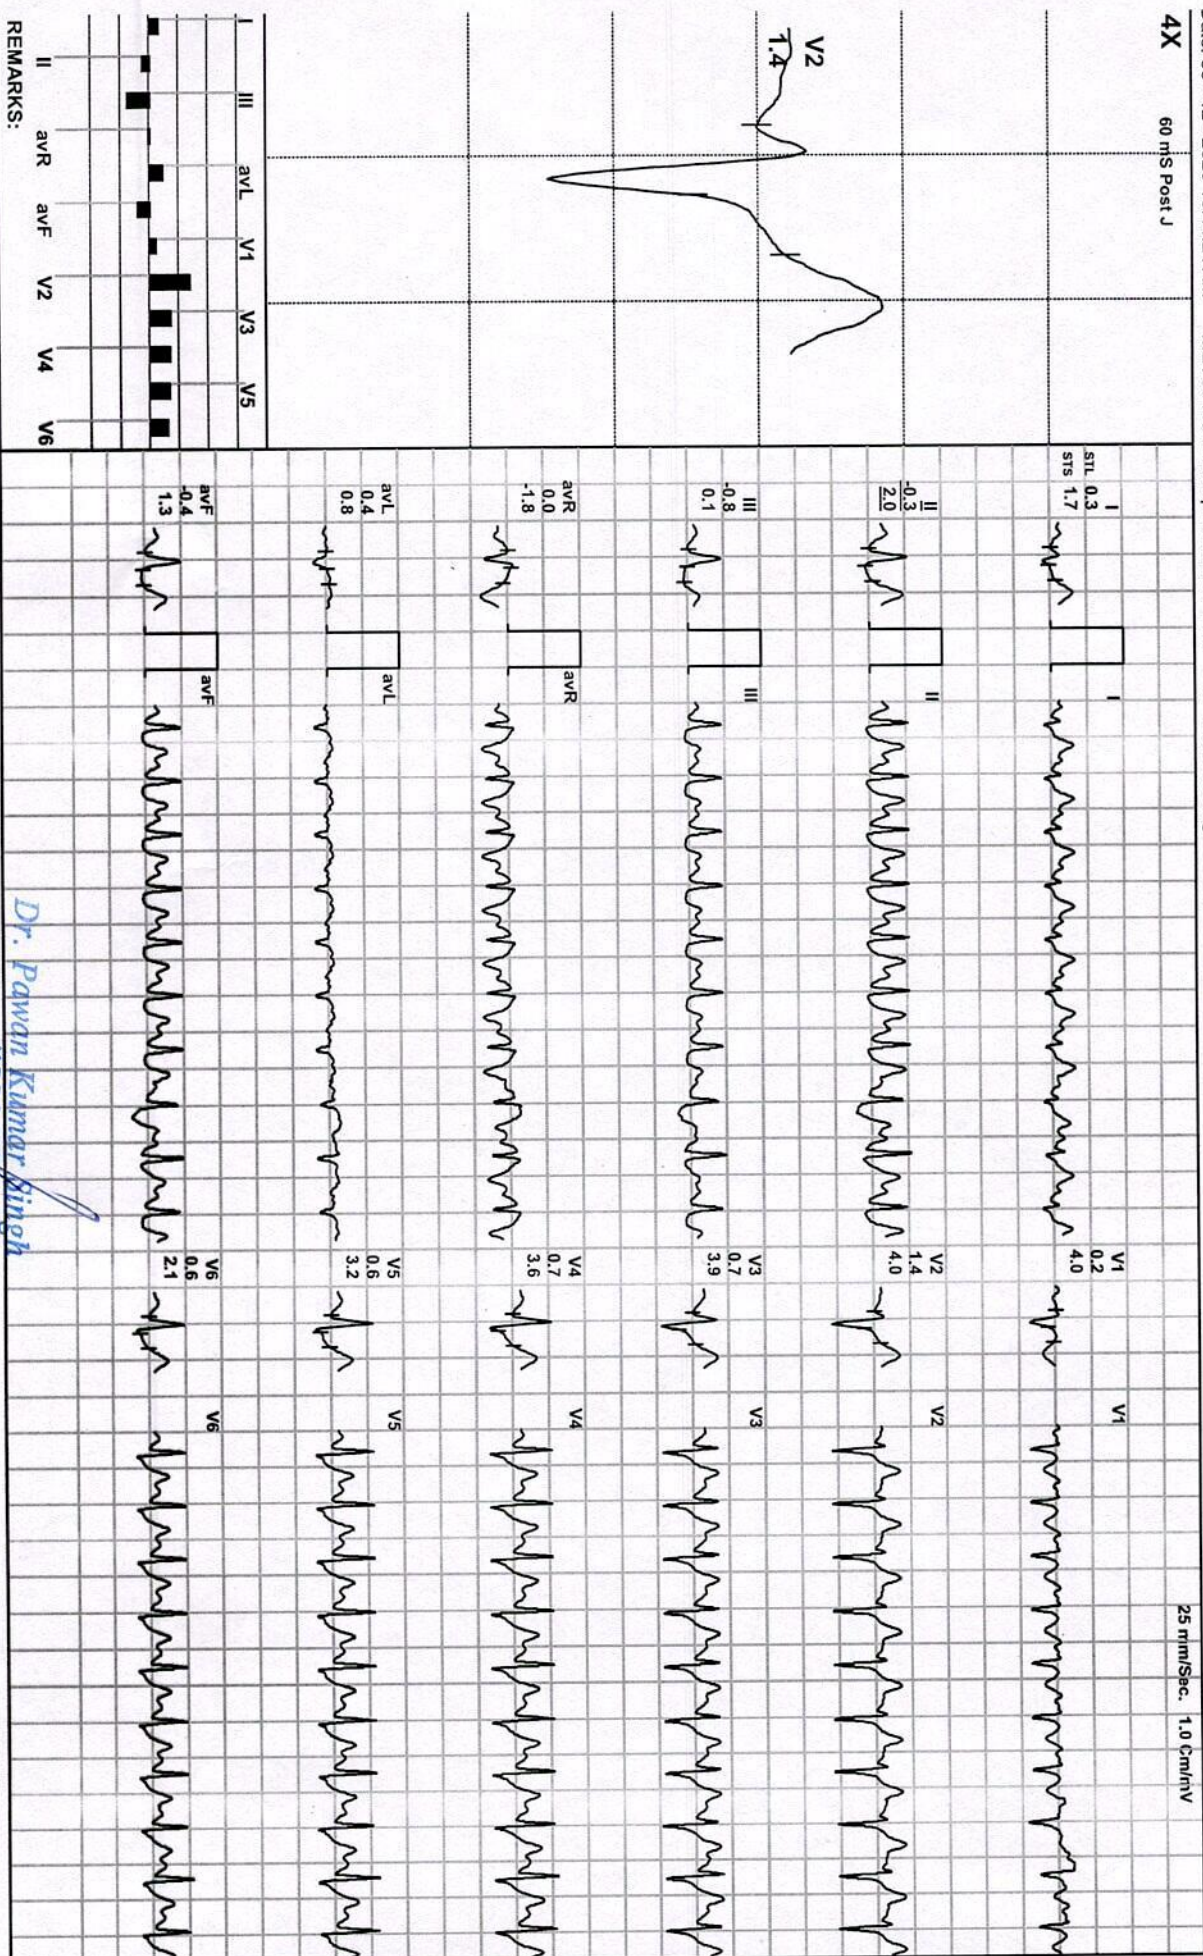 4X
60 mS Post J
25 mm/Sec. 1.0 Cm/mV
V2
1.4
I
STL 0.3
STS 1.7
I
V1
0.2
4.0
V1
II
-0.3
2.0
II
V2
1.4
4.0
V2
III
-0.8
0.1
III
V3
0.7
3.9
V3
avR
0.0
-1.8
avR
V4
0.7
3.6
V4
avL
0.4
0.8
avL
V5
0.6
3.2
V5
avF
-0.4
1.3
avF
V6
0.6
2.1
V6
I III avL V1 V3 V5
II avR avF V2 V4 V6
REMARKS:
Dr. Pawan Kumar Singh